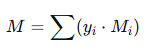 M = ∑(yᵢ · Mᵢ)